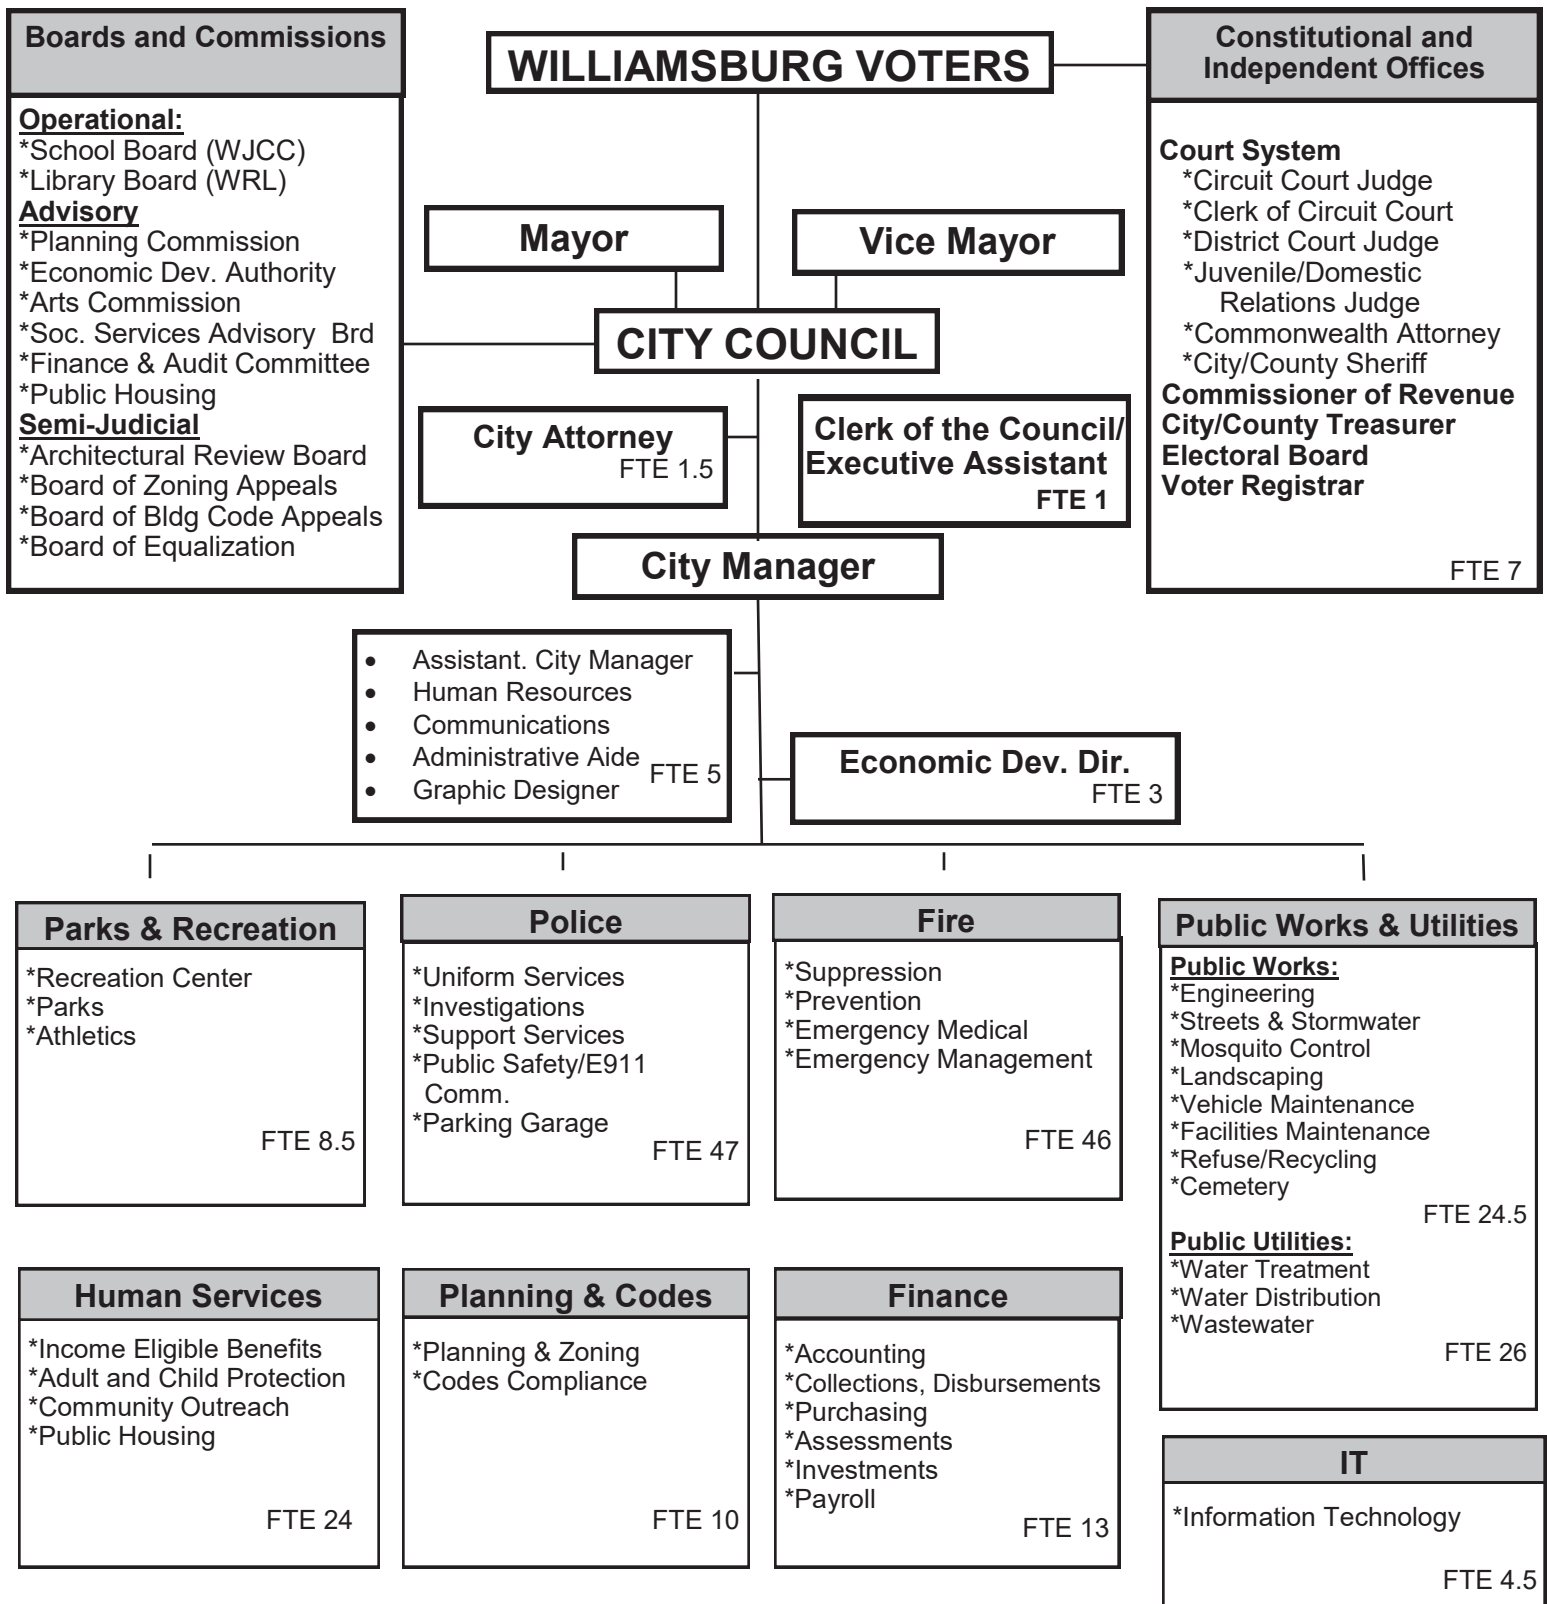 Boards and Commissions
Operational:
*School Board (WJCC)
*Library Board (WRL)
Advisory
*Planning Commission
*Economic Dev. Authority
*Arts Commission
*Soc. Services Advisory Brd
*Finance & Audit Committee
*Public Housing
Semi-Judicial
*Architectural Review Board
*Board of Zoning Appeals
*Board of Bldg Code Appeals
*Board of Equalization
WILLIAMSBURG VOTERS
Constitutional and
Independent Offices
Court System
*Circuit Court Judge
*Clerk of Circuit Court
*District Court Judge
*Juvenile/Domestic
Relations Judge
*Commonwealth Attorney
*City/County Sheriff
Commissioner of Revenue
City/County Treasurer
Electoral Board
Voter Registrar
FTE 7
Mayor
Vice Mayor
CITY COUNCIL
City Attorney
FTE 1.5
Clerk of the Council/
Executive Assistant
FTE 1
City Manager
• Assistant. City Manager
• Human Resources
• Communications
• Administrative Aide
• Graphic Designer
FTE 5
Economic Dev. Dir.
FTE 3
Parks & Recreation
*Recreation Center
*Parks
*Athletics
FTE 8.5
Police
*Uniform Services
*Investigations
*Support Services
*Public Safety/E911
Comm.
*Parking Garage
FTE 47
Fire
*Suppression
*Prevention
*Emergency Medical
*Emergency Management
FTE 46
Public Works & Utilities
Public Works:
*Engineering
*Streets & Stormwater
*Mosquito Control
*Landscaping
*Vehicle Maintenance
*Facilities Maintenance
*Refuse/Recycling
*Cemetery
FTE 24.5
Public Utilities:
*Water Treatment
*Water Distribution
*Wastewater
FTE 26
Human Services
*Income Eligible Benefits
*Adult and Child Protection
*Community Outreach
*Public Housing
FTE 24
Planning & Codes
*Planning & Zoning
*Codes Compliance
FTE 10
Finance
*Accounting
*Collections, Disbursements
*Purchasing
*Assessments
*Investments
*Payroll
FTE 13
IT
*Information Technology
FTE 4.5